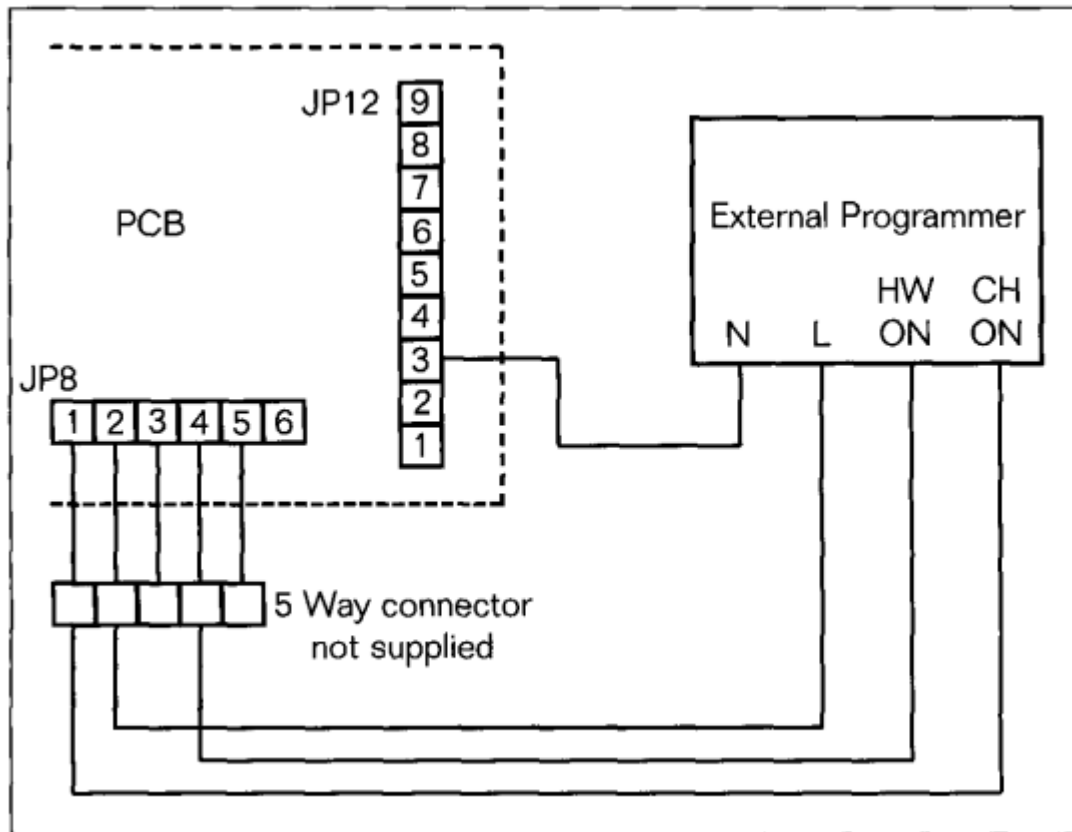 JP12
9
8
7
6
5
4
3
2
1
PCB
External Programmer
HW CH
N L ON ON
JP8
1 2 3 4 5 6
5 Way connector
not supplied